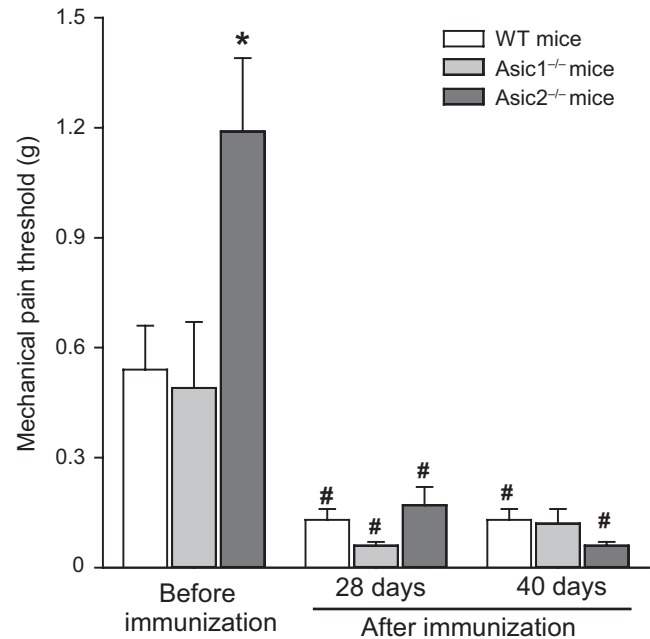 Mechanical pain threshold (g)
1.5
1.2
0.9
0.6
0.3
0
*
#
#
#
#
#
WT mice
Asic1⁻/⁻ mice
Asic2⁻/⁻ mice
Before
immunization
28 days
40 days
After immunization